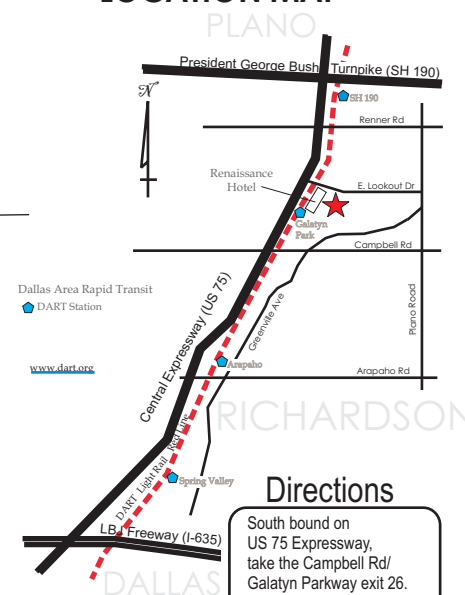 LOCATION MAP
PLANO
President George Bush Turnpike (SH 190)
N
SH 190
Renner Rd
Renaissance
Hotel
E. Lookout Dr
Galatyn
Park
Campbell Rd
Dallas Area Rapid Transit
DART Station
Central Expressway (US 75)
Greenville Ave
Plano Road
www.dart.org
Arapaho
Arapaho Rd
RICHARDSON
DART Light Rail Red Line
Spring Valley
LBJ Freeway (I-635)
DALLAS
Directions
South bound on
US 75 Expressway,
take the Campbell Rd/
Galatyn Parkway exit 26.